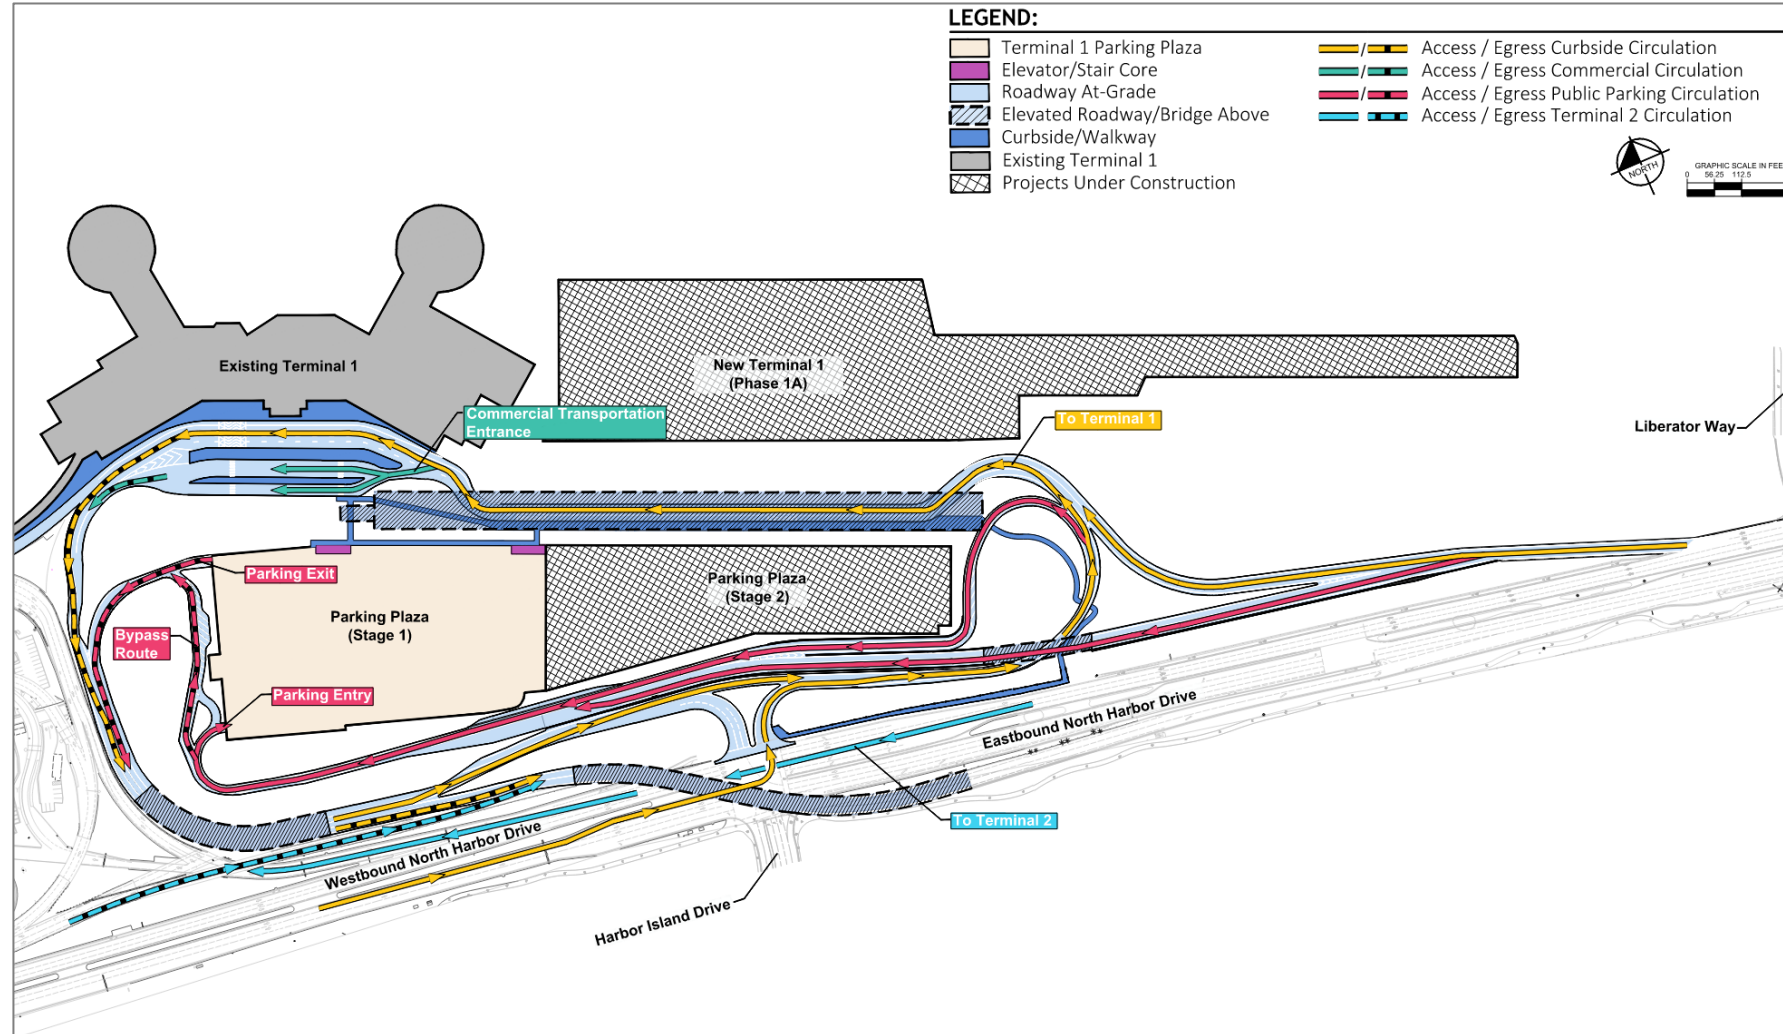 LEGEND:
Terminal 1 Parking Plaza
Elevator/Stair Core
Roadway At-Grade
Elevated Roadway/Bridge Above
Curbside/Walkway
Existing Terminal 1
Projects Under Construction
/ Access / Egress Curbside Circulation
/ Access / Egress Commercial Circulation
/ Access / Egress Public Parking Circulation
Access / Egress Terminal 2 Circulation
NORTH
GRAPHIC SCALE IN FEE
0 56.25 112.5
Existing Terminal 1
New Terminal 1
(Phase 1A)
Commercial Transportation
Entrance
To Terminal 1
Liberator Way
Parking Exit
Parking Plaza
(Stage 2)
Parking Plaza
(Stage 1)
Bypass
Route
Parking Entry
Eastbound North Harbor Drive
To Terminal 2
Westbound North Harbor Drive
Harbor Island Drive